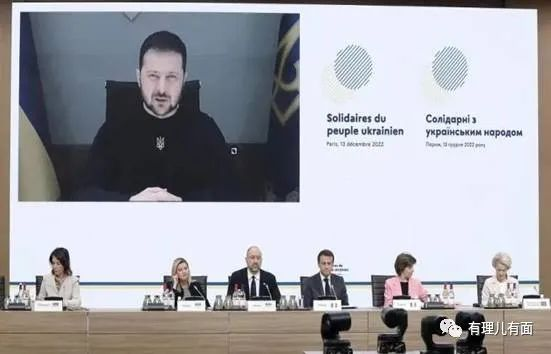 Solidaires du
peuple ukrainien
Paris, 13 décembre 2022
Солідарні з
українським народом
Париж, 13 грудня 2022 року
有理儿有面